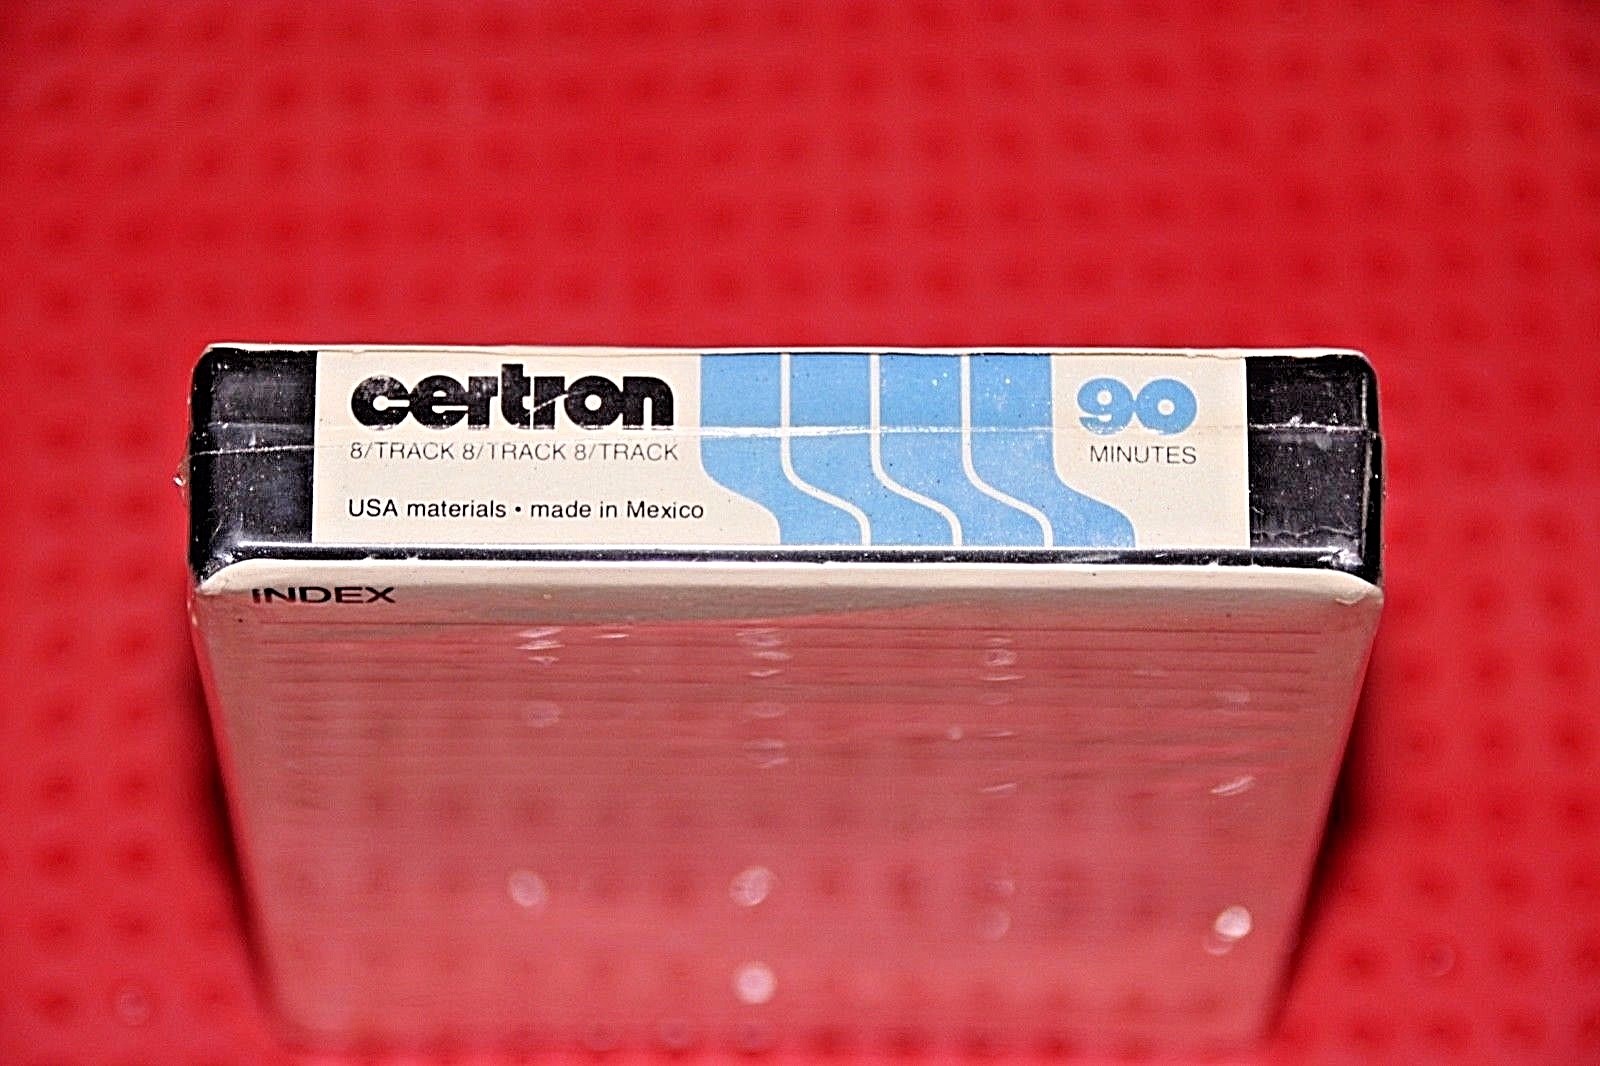 certron
8/TRACK 8/TRACK 8/TRACK
USA materials • made in Mexico
90
MINUTES
INDEX